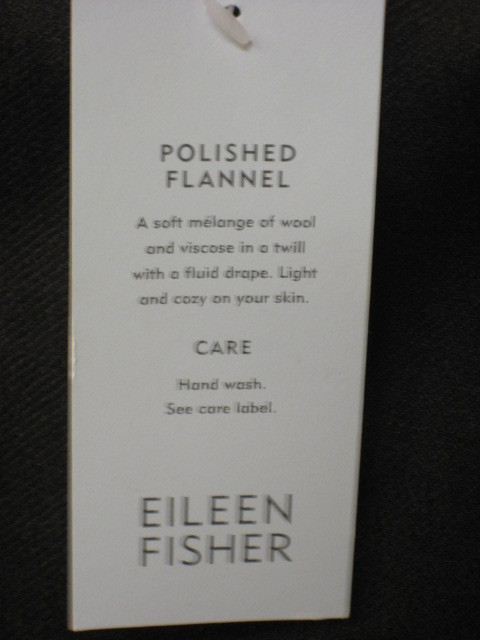 POLISHED
FLANNEL
A soft mélange of wool
and viscose in a twill
with a fluid drape. Light
and cozy on your skin.
CARE
Hand wash.
See care label.
EILEEN
FISHER